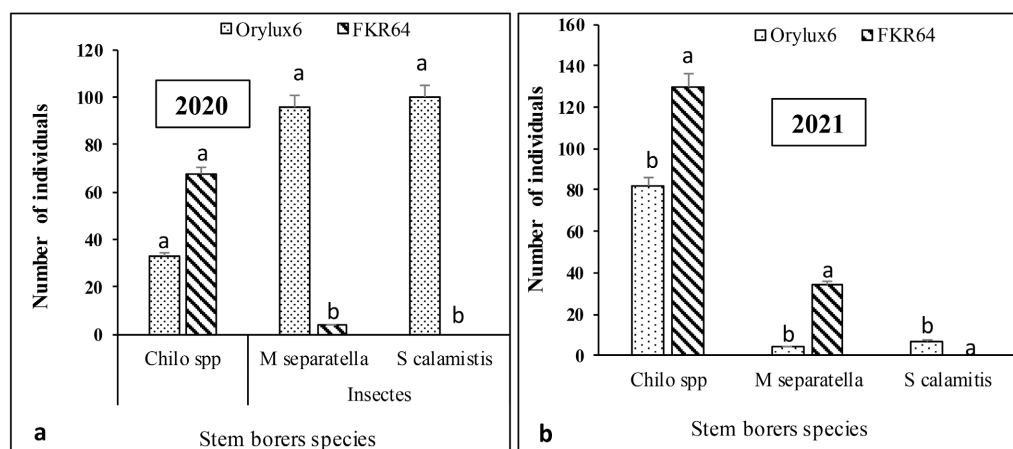 Orylux6 FKR64
120
100
80
60
40
20
0
Number of individuals
2020
a a a b a b
Chilo spp M separatella S calamistis
Insectes
Stem borers species
a
Orylux6 FKR64
160
140
120
100
80
60
40
20
0
Number of individuals
2021
b a b a b a
Chilo spp M separatella S calamitis
Stem borers species
b